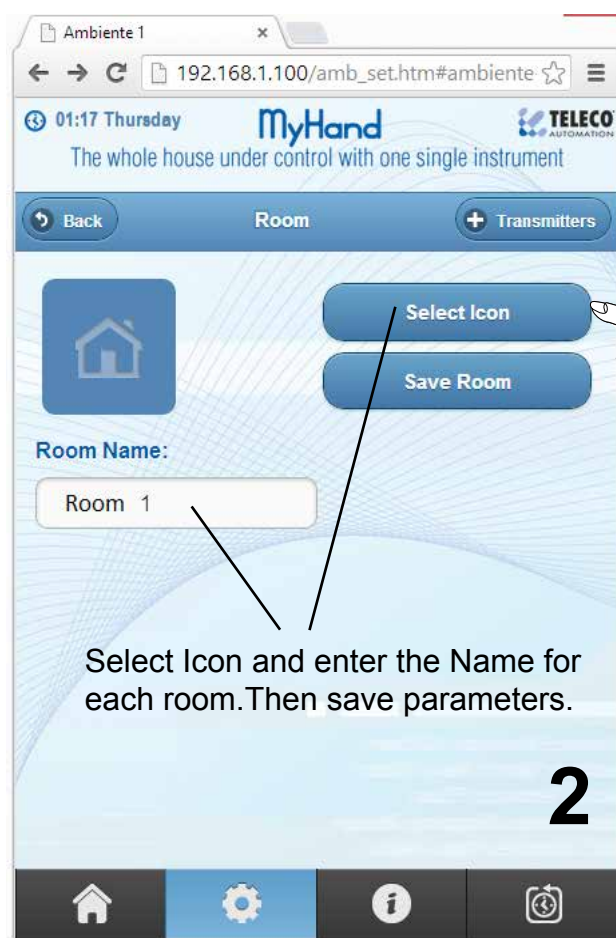 Ambiente 1
192.168.1.100/amb_set.htm#ambiente
01:17 Thursday
MyHand
TELECO
AUTOMATION
The whole house under control with one single instrument
Back
Room
Transmitters
Select Icon
Save Room
Room Name:
Room 1
Select Icon and enter the Name for
each room.Then save parameters.
2